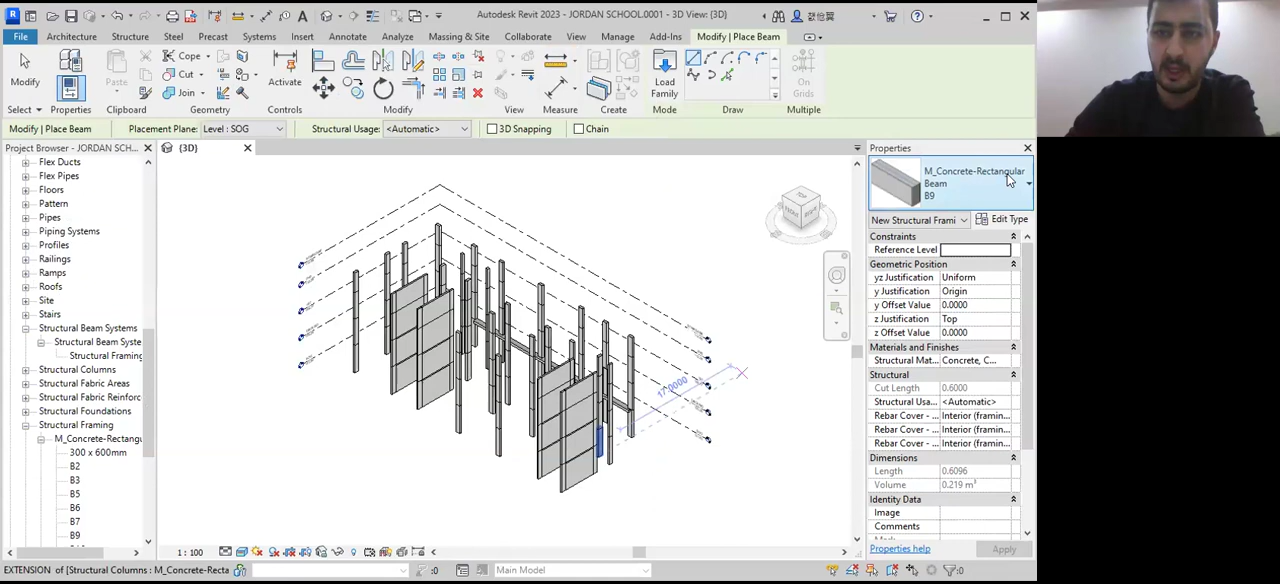 Autodesk Revit 2023 - JORDAN SCHOOL.0001 - 3D View: {3D}
File Architecture Structure Steel Precast Systems Insert Annotate Analyze Massing & Site Collaborate View Manage Add-Ins Modify | Place Beam
Modify
Paste
Cope
Cut
Join
Activate
Load
Family
On
Grids
Select Properties Clipboard Geometry Controls Modify View Measure Create Mode Draw Multiple
Modify | Place Beam Placement Plane: Level : SOG Structural Usage: <Automatic> 3D Snapping Chain
Project Browser - JORDAN SCH...
{3D}
Properties
Flex Ducts
Flex Pipes
Floors
Pattern
Pipes
Piping Systems
Profiles
Railings
Ramps
Roofs
Site
Stairs
Structural Beam Systems
Structural Beam Syster
Structural Framing
Structural Columns
Structural Fabric Areas
Structural Fabric Reinforc
Structural Foundations
Structural Framing
M_Concrete-Rectangu
300 x 600mm
B2
B3
B5
B6
B7
B9
17.0000
TOP
M_Concrete-Rectangular
Beam
B9
New Structural Frami Edit Type
Constraints
Reference Level
Geometric Position
yz Justification Uniform
y Justification Origin
y Offset Value 0.0000
z Justification Top
z Offset Value 0.0000
Materials and Finishes
Structural Mat... Concrete, C...
Structural
Cut Length 0.6000
Structural Usa... <Automatic>
Rebar Cover - ... Interior (framin...
Rebar Cover - ... Interior (framin...
Rebar Cover - ... Interior (framin...
Dimensions
Length 0.6096
Volume 0.219 m³
Identity Data
Image
Comments
Properties help Apply
1 : 100
EXTENSION of [Structural Columns : M_Concrete-Recta :0 Main Model :0